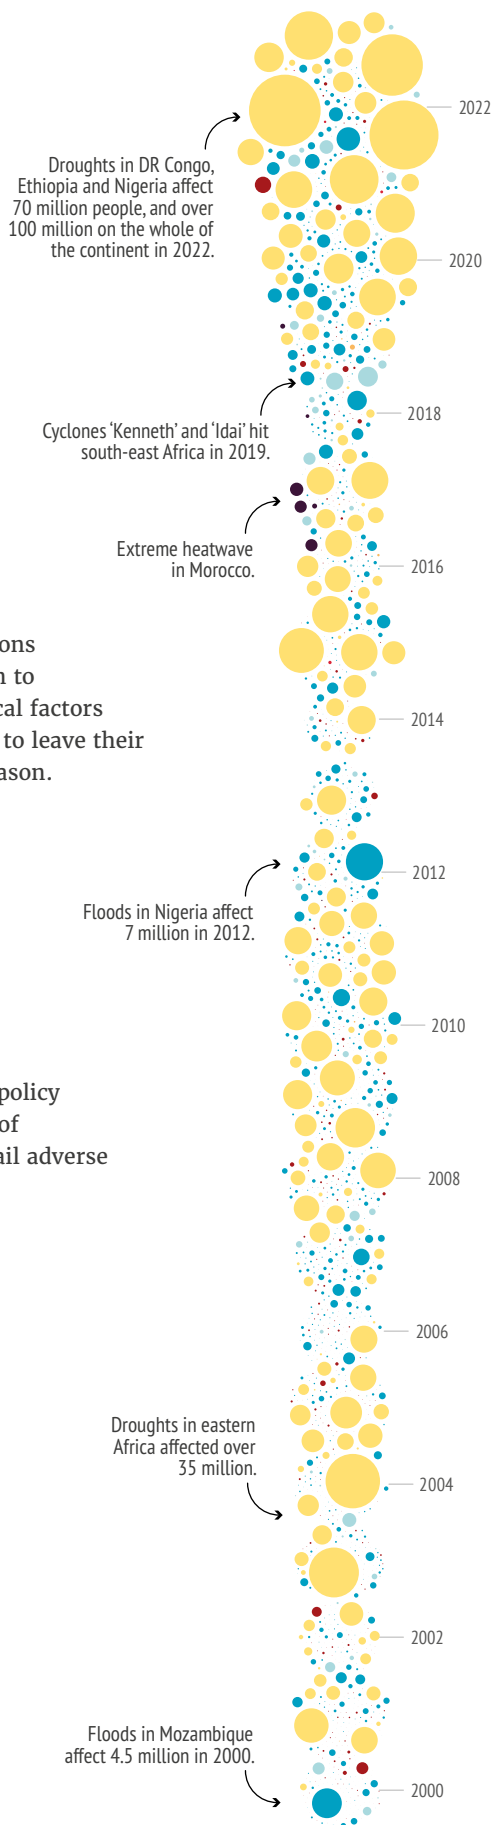 2022
Droughts in DR Congo,
Ethiopia and Nigeria affect
70 million people, and over
100 million on the whole of
the continent in 2022.
2020
2018
Cyclones ‘Kenneth’ and ‘Idai’ hit
south-east Africa in 2019.
Extreme heatwave
in Morocco.
2016
ons
n to
cal factors
to leave their
ason.
2014
2012
Floods in Nigeria affect
7 million in 2012.
2010
policy
of
ail adverse
2008
2006
Droughts in eastern
Africa affected over
35 million.
2004
2002
Floods in Mozambique
affect 4.5 million in 2000.
2000